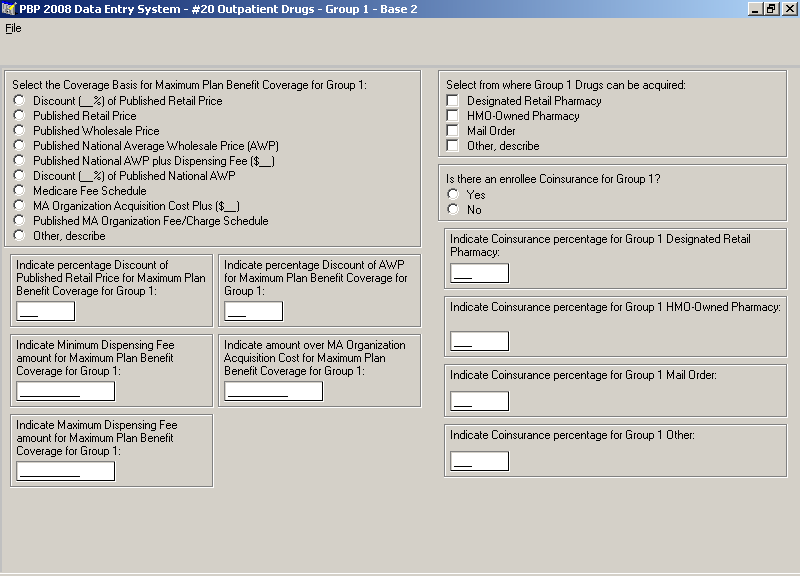 PBP 2008 Data Entry System - #20 Outpatient Drugs - Group 1 - Base 2
File
Select the Coverage Basis for Maximum Plan Benefit Coverage for Group 1:
Discount (__%) of Published Retail Price
Published Retail Price
Published Wholesale Price
Published National Average Wholesale Price (AWP)
Published National AWP plus Dispensing Fee ($__)
Discount (__%) of Published National AWP
Medicare Fee Schedule
MA Organization Acquisition Cost Plus ($__)
Published MA Organization Fee/Charge Schedule
Other, describe
Indicate percentage Discount of
Published Retail Price for Maximum Plan
Benefit Coverage for Group 1:
___
Indicate percentage Discount of AWP
for Maximum Plan Benefit Coverage for
Group 1:
___
Indicate Minimum Dispensing Fee
amount for Maximum Plan Benefit
Coverage for Group 1:
__________
Indicate amount over MA Organization
Acquisition Cost for Maximum Plan
Benefit Coverage for Group 1:
__________
Indicate Maximum Dispensing Fee
amount for Maximum Plan Benefit
Coverage for Group 1:
__________
Select from where Group 1 Drugs can be acquired:
Designated Retail Pharmacy
HMO-Owned Pharmacy
Mail Order
Other, describe
Is there an enrollee Coinsurance for Group 1?
Yes
No
Indicate Coinsurance percentage for Group 1 Designated Retail
Pharmacy:
___
Indicate Coinsurance percentage for Group 1 HMO-Owned Pharmacy:
___
Indicate Coinsurance percentage for Group 1 Mail Order:
___
Indicate Coinsurance percentage for Group 1 Other:
___